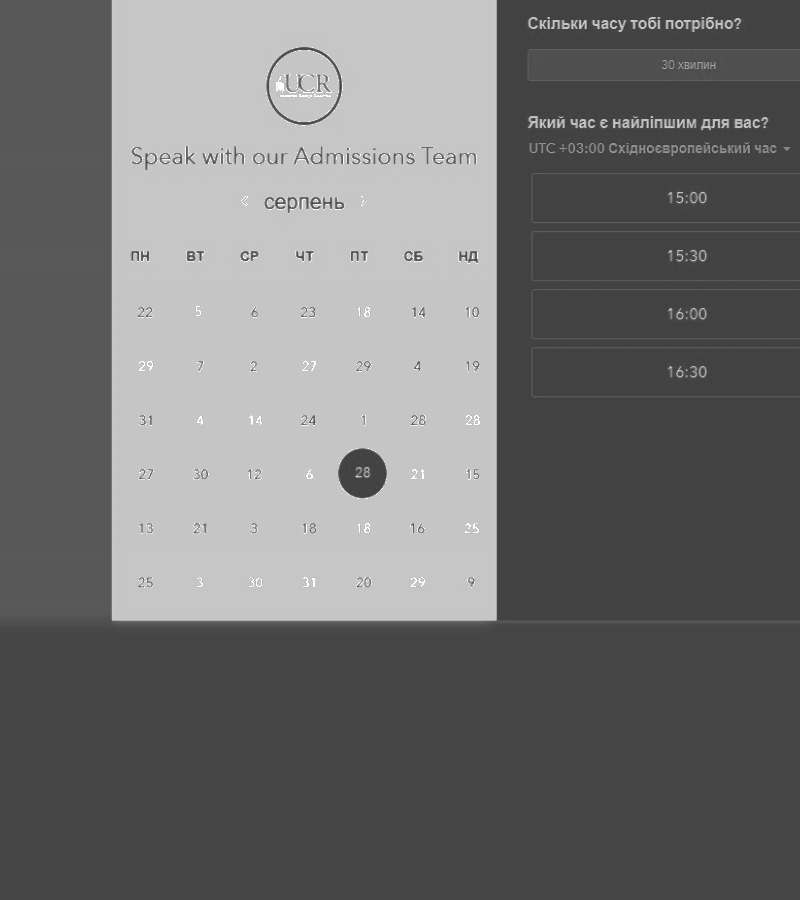 UCR
Speak with our Admissions Team
серпень
ПН ВТ СР ЧТ ПТ СБ НД
22 5 6 23 18 14 10
29 7 2 27 29 4 19
31 4 14 24 1 28 28
27 30 12 6 28 21 15
13 21 3 18 18 16 25
25 3 30 31 20 29 9
Скільки часу тобі потрібно?
30 хвилин
Який час є найліпшим для вас?
UTC +03:00 Східноєвропейський час
15:00
15:30
16:00
16:30